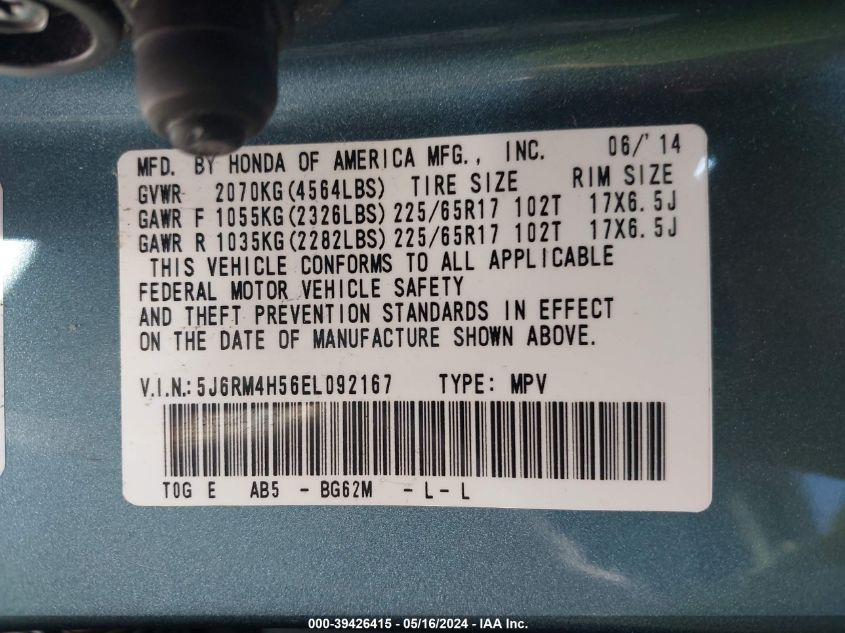 MFD. BY HONDA OF AMERICA MFG., INC. 06/'14
GVWR 2070KG(4564LBS) TIRE SIZE RIM SIZE
GAWR F 1055KG(2326LBS) 225/65R17 102T 17X6.5J
GAWR R 1035KG(2282LBS) 225/65R17 102T 17X6.5J
THIS VEHICLE CONFORMS TO ALL APPLICABLE
FEDERAL MOTOR VEHICLE SAFETY
AND THEFT PREVENTION STANDARDS IN EFFECT
ON THE DATE OF MANUFACTURE SHOWN ABOVE.
V.I.N.: 5J6RM4H56EL092167 TYPE: MPV
T0G E AB5 - BG62M - L - L
000-39426415 - 05/16/2024 - IAA Inc.